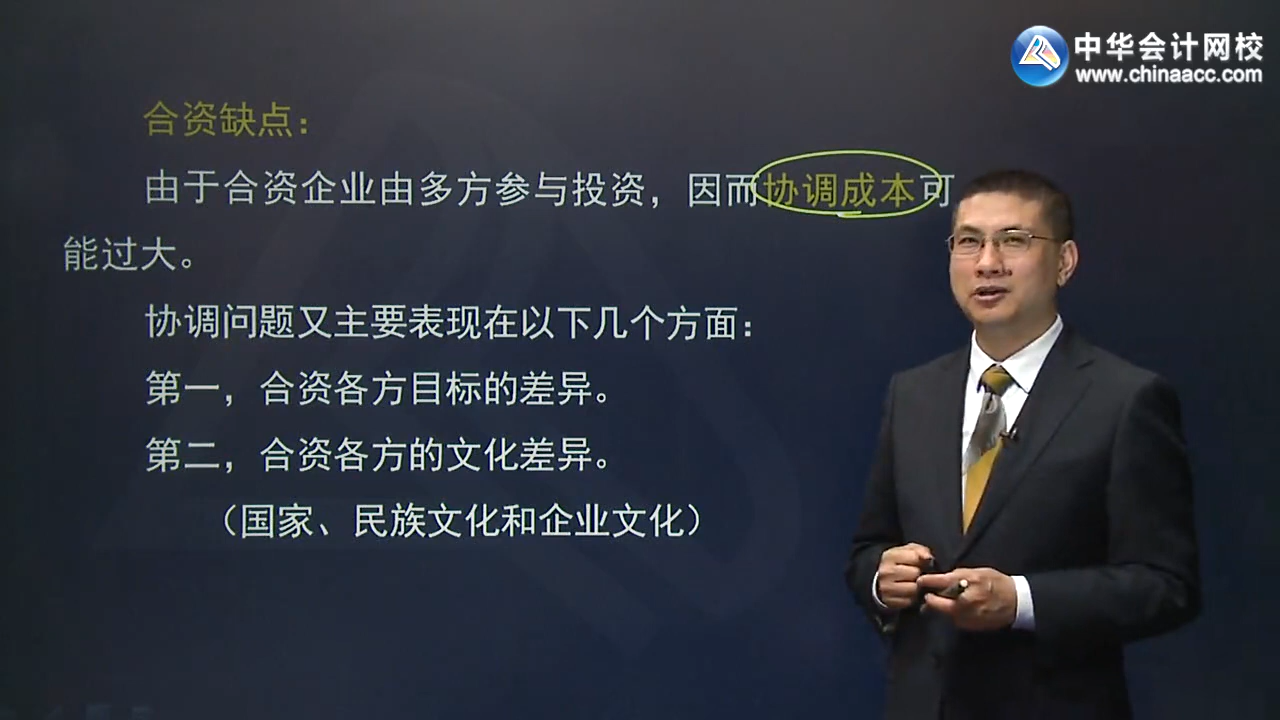 中华会计网校
www.chinaacc.com
合资缺点：
由于合资企业由多方参与投资，因而协调成本可
能过大。
协调问题又主要表现在以下几个方面：
第一，合资各方目标的差异。
第二，合资各方的文化差异。
（国家、民族文化和企业文化）